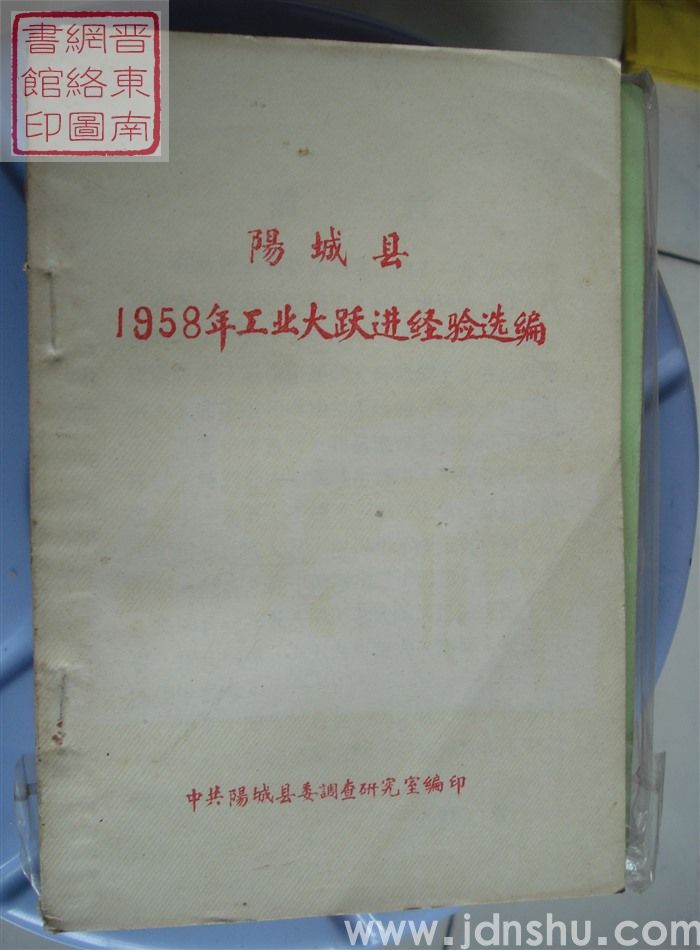 晋東南
網絡圖
書館印
陽城县
1958年工业大跃进经验选编
中共陽城县委調查研究室編印
www.jdnshu.com